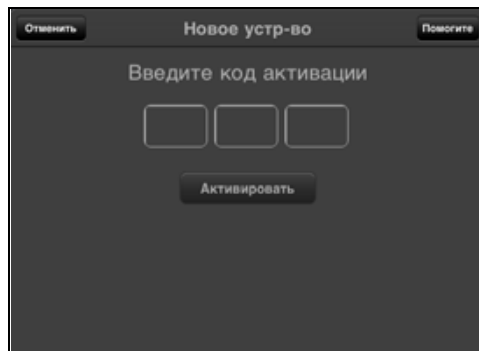 Отменить Новое устр-во Помогите
Введите код активации
Активировать